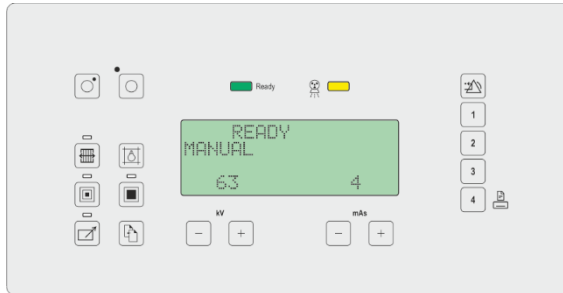 Ready
READY
MANUAL
63 4
kV mAs
- + - +
1
2
3
4